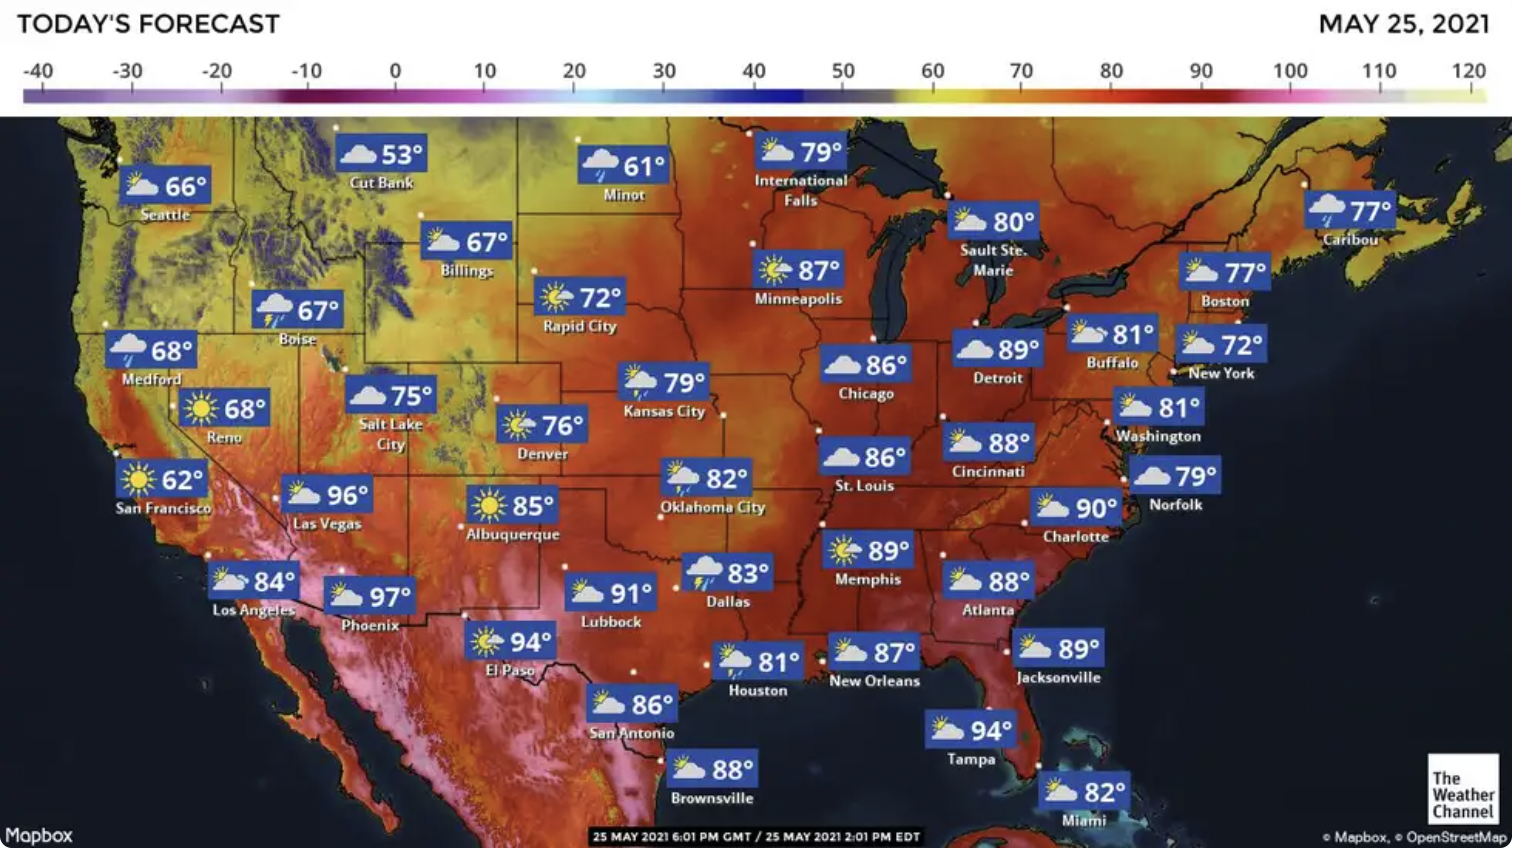 TODAY'S FORECAST
MAY 25, 2021
-40 -30 -20 -10 0 10 20 30 40 50 60 70 80 90 100 110 120
53°
Cut Bank
61°
Minot
79°
International
Falls
66°
Seattle
77°
Caribou
80°
Sault Ste.
Marie
67°
Billings
87°
Minneapolis
77°
Boston
72°
Rapid City
67°
Boise
68°
Medford
86°
Chicago
89°
Detroit
81°
Buffalo
72°
New York
79°
Kansas City
75°
Salt Lake
City
68°
Reno
76°
Denver
81°
Washington
62°
San Francisco
96°
Las Vegas
85°
Albuquerque
82°
Oklahoma City
86°
St. Louis
88°
Cincinnati
79°
Norfolk
90°
Charlotte
84°
Los Angeles
97°
Phoenix
91°
Lubbock
83°
Dallas
89°
Memphis
88°
Atlanta
94°
El Paso
81°
Houston
87°
New Orleans
89°
Jacksonville
86°
San Antonio
94°
Tampa
88°
Brownsville
82°
Miami
The
Weather
Channel
Mapbox
25 MAY 2021 6:01 PM GMT / 25 MAY 2021 2:01 PM EDT
© Mapbox, © OpenStreetMap